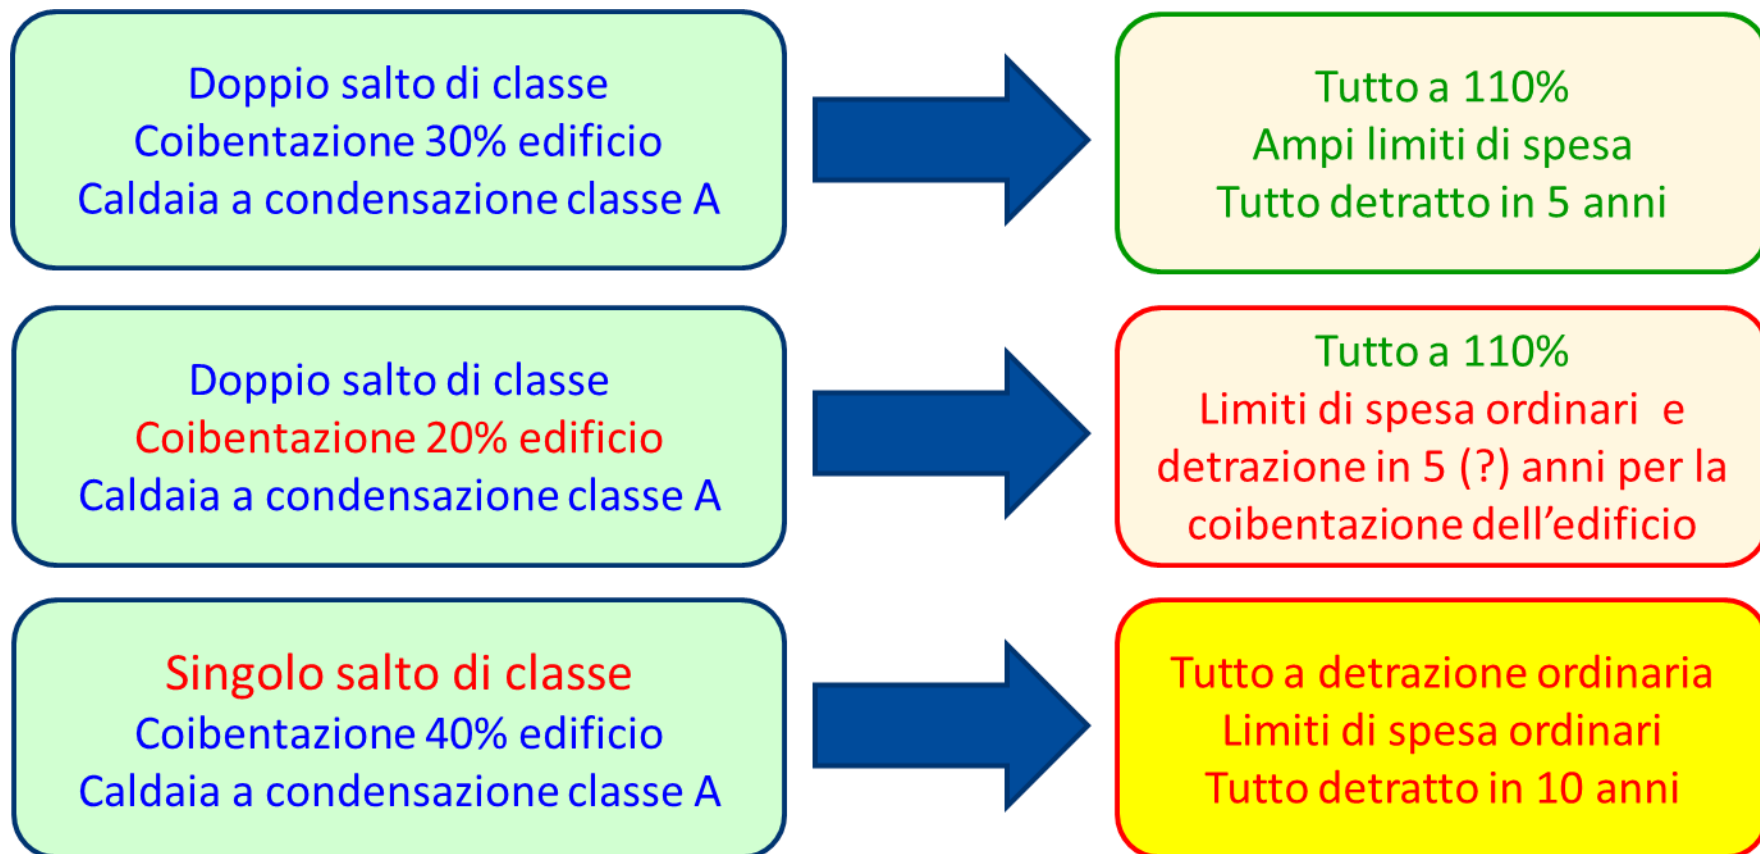 Doppio salto di classe
Coibentazione 30% edificio
Caldaia a condensazione classe A
Tutto a 110%
Ampi limiti di spesa
Tutto detratto in 5 anni
Doppio salto di classe
Coibentazione 20% edificio
Caldaia a condensazione classe A
Tutto a 110%
Limiti di spesa ordinari e
detrazione in 5 (?) anni per la
coibentazione dell’edificio
Singolo salto di classe
Coibentazione 40% edificio
Caldaia a condensazione classe A
Tutto a detrazione ordinaria
Limiti di spesa ordinari
Tutto detratto in 10 anni